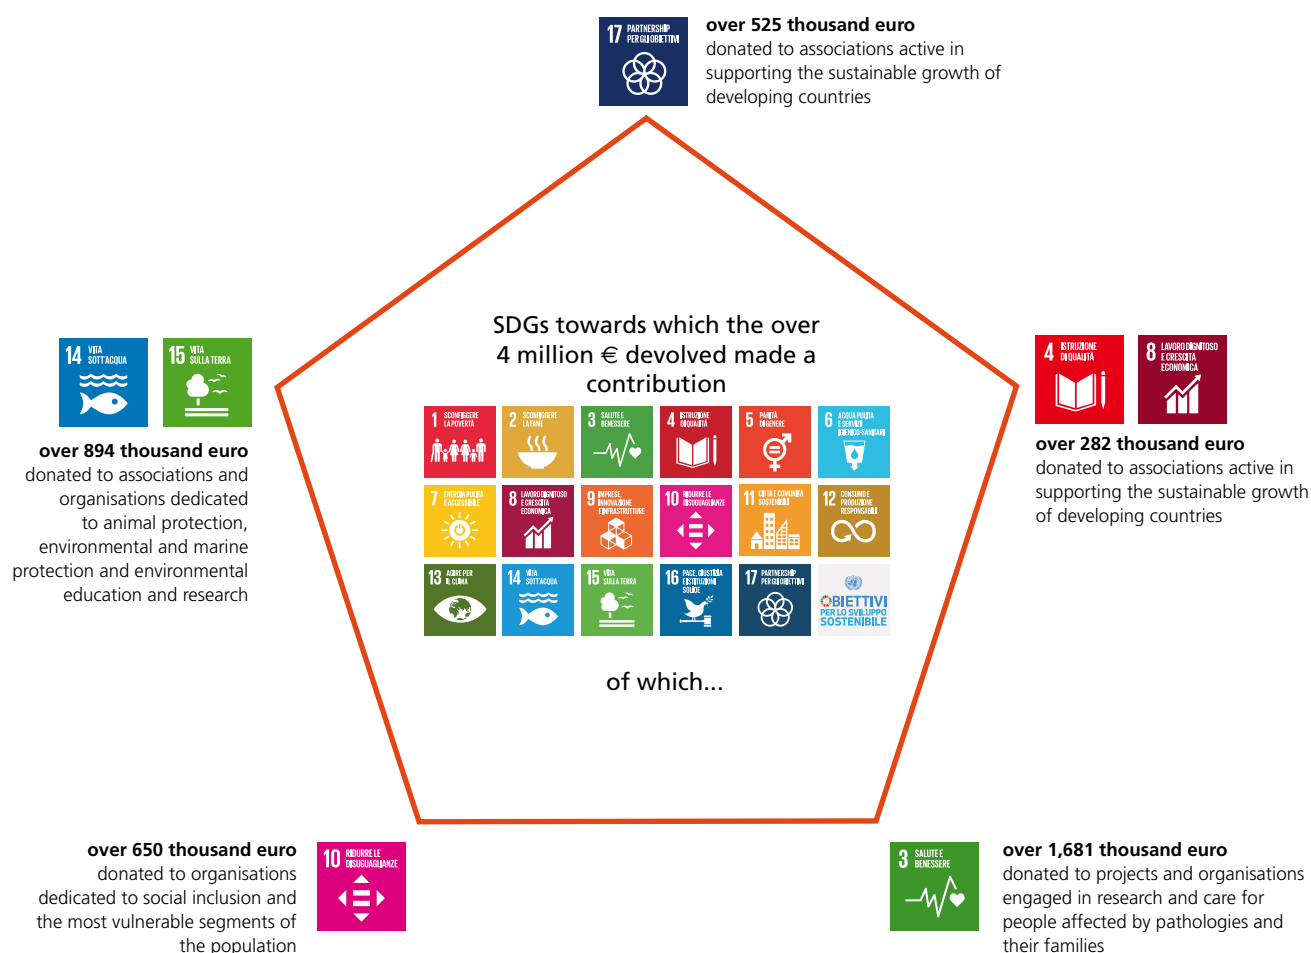 17 PARTNERSHIP
PER GLI OBIETTIVI
over 525 thousand euro
donated to associations active in
supporting the sustainable growth of
developing countries
14 VITA
SOTT'ACQUA
15 VITA
SULLA TERRA
over 894 thousand euro
donated to associations and
organisations dedicated
to animal protection,
environmental and marine
protection and environmental
education and research
SDGs towards which the over
4 million € devolved made a
contribution
1 SCONFIGGERE
LA POVERTÀ
2 SCONFIGGERE
LA FAME
3 SALUTE E
BENESSERE
4 ISTRUZIONE
DI QUALITÀ
5 PARITÀ
DI GENERE
6 ACQUA PULITA
E SERVIZI
IGIENICO-SANITARI
7 ENERGIA PULITA
E ACCESSIBILE
8 LAVORO DIGNITOSO
E CRESCITA
ECONOMICA
9 IMPRESE,
INNOVAZIONE
E INFRASTRUTTURE
10 RIDURRE LE
DISUGUAGLIANZE
11 CITTÀ E COMUNITÀ
SOSTENIBILI
12 CONSUMO E
PRODUZIONE
RESPONSABILI
13 AGIRE PER
IL CLIMA
14 VITA
SOTT'ACQUA
15 VITA
SULLA TERRA
16 PACE, GIUSTIZIA
E ISTITUZIONI
SOLIDE
17 PARTNERSHIP
PER GLI OBIETTIVI
OBIETTIVI
PER LO SVILUPPO
SOSTENIBILE
of which...
4 ISTRUZIONE
DI QUALITÀ
8 LAVORO DIGNITOSO
E CRESCITA
ECONOMICA
over 282 thousand euro
donated to associations active in
supporting the sustainable growth
of developing countries
over 650 thousand euro
donated to organisations
dedicated to social inclusion and
the most vulnerable segments of
the population
10 RIDURRE LE
DISUGUAGLIANZE
3 SALUTE E
BENESSERE
over 1,681 thousand euro
donated to projects and organisations
engaged in research and care for
people affected by pathologies and
their families